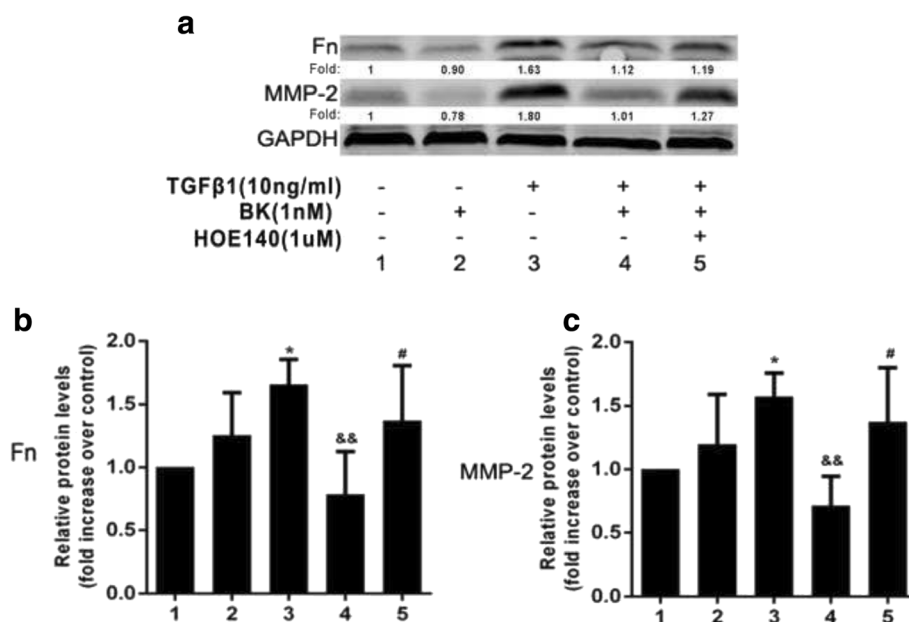 a
Fn
Fold: 1 0.90 1.63 1.12 1.19
MMP-2
Fold: 1 0.78 1.80 1.01 1.27
GAPDH
TGFβ1(10ng/ml) - - + + +
BK(1nM) - + - + +
HOE140(1uM) - - - - +
1 2 3 4 5
b
Fn
Relative protein levels
(fold increase over control)
2.0
1.5
1.0
0.5
0.0
* && #
1 2 3 4 5
c
MMP-2
Relative protein levels
(fold increase over control)
2.0
1.5
1.0
0.5
0.0
* && #
1 2 3 4 5